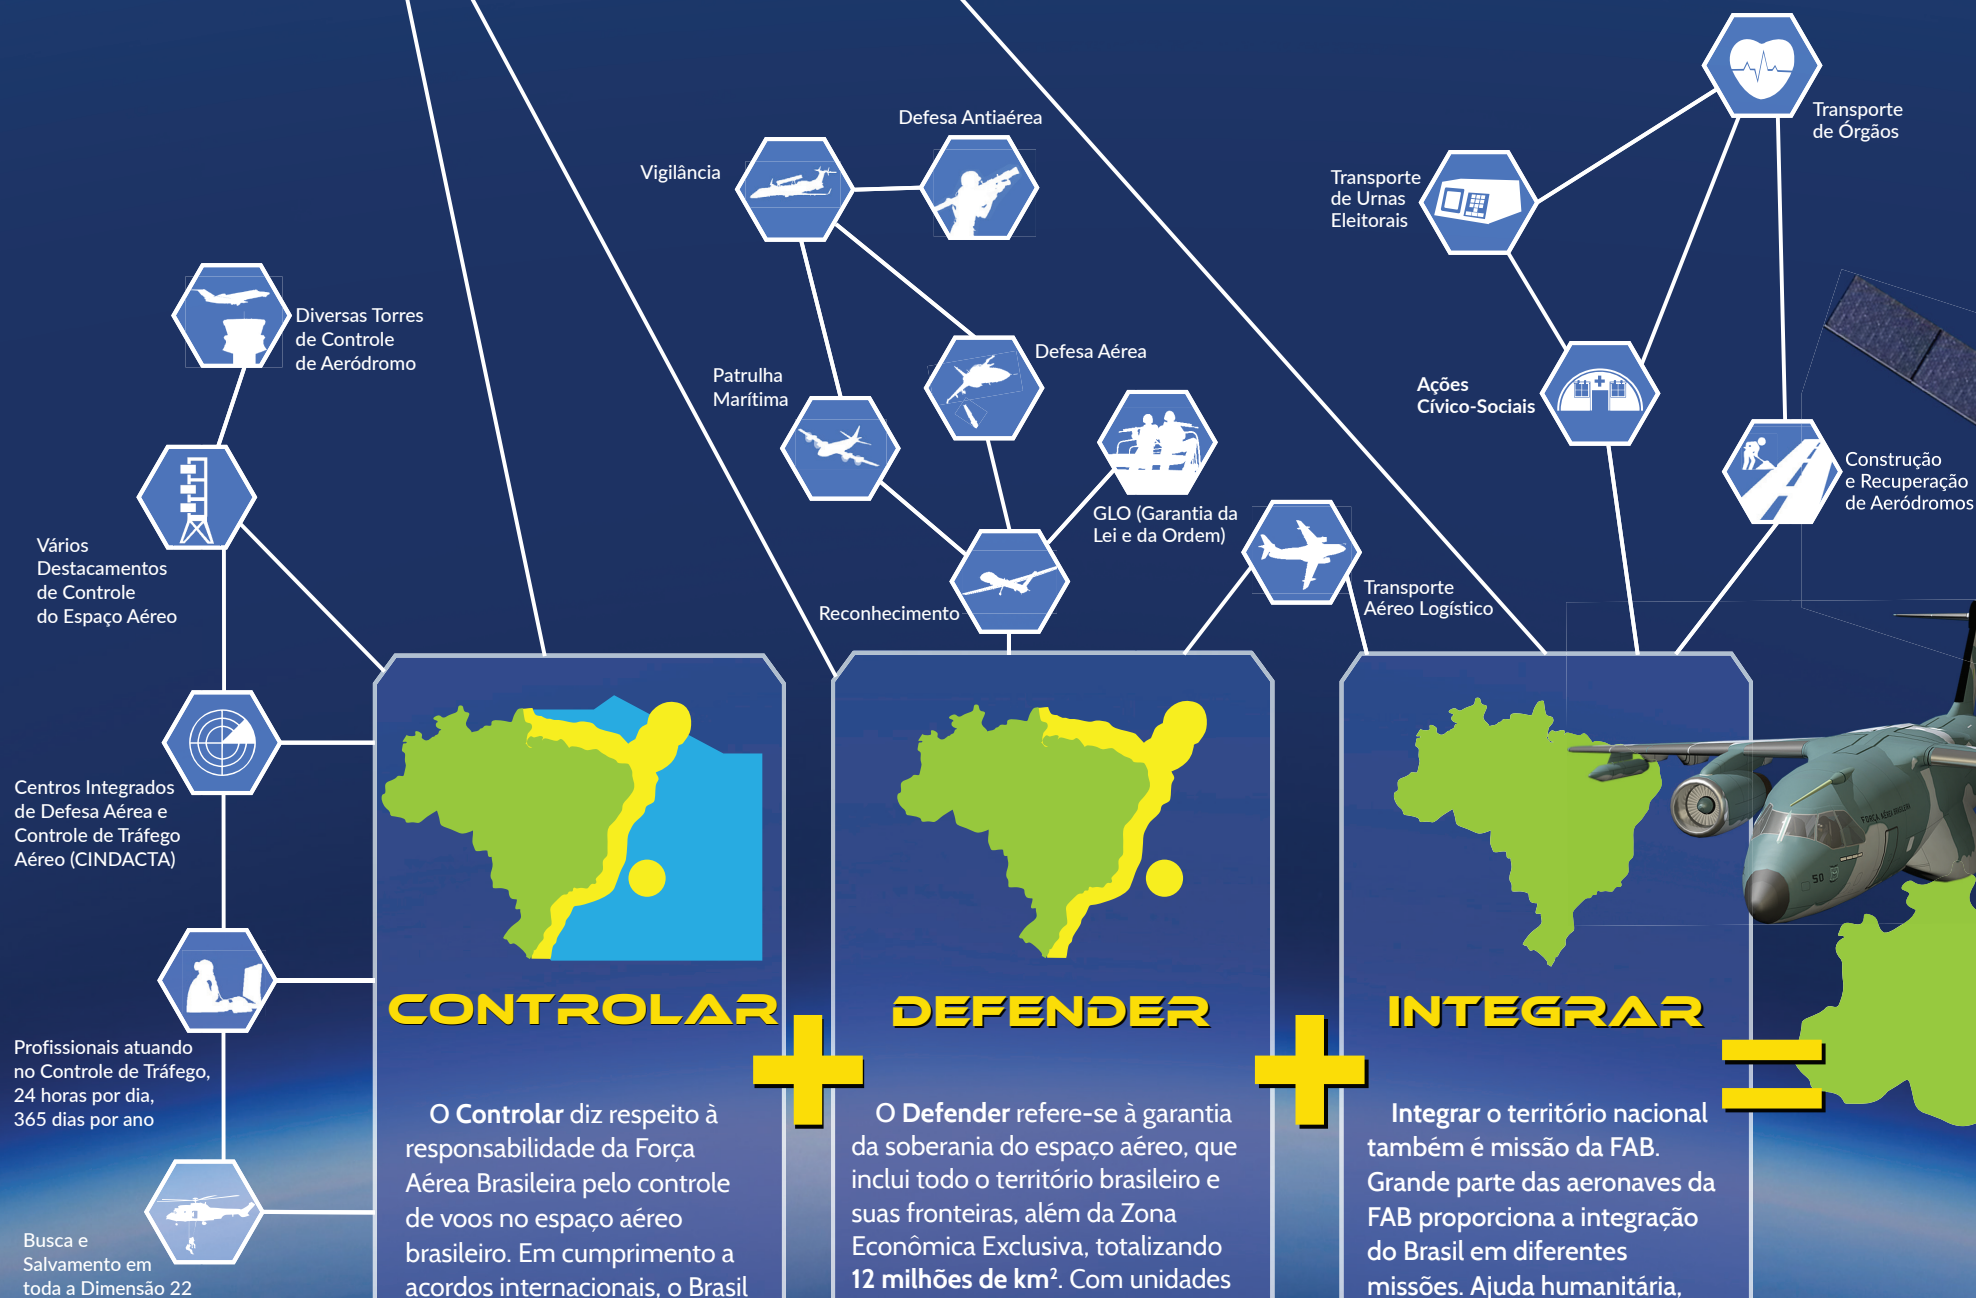 Defesa Antiaérea
Vigilância
Transporte
de Órgãos
Transporte
de Urnas
Eleitorais
Diversas Torres
de Controle
de Aeródromo
Defesa Aérea
Patrulha
Marítima
Ações
Cívico-Sociais
Construção
e Recuperação
de Aeródromos
GLO (Garantia da
Lei e da Ordem)
Vários
Destacamentos
de Controle
do Espaço Aéreo
Transporte
Aéreo Logístico
Reconhecimento
Centros Integrados
de Defesa Aérea e
Controle de Tráfego
Aéreo (CINDACTA)
FORÇA AÉREA BRASILEIRA
50
Profissionais atuando
no Controle de Tráfego,
24 horas por dia,
365 dias por ano
Busca e
Salvamento em
toda a Dimensão 22
CONTROLAR
O Controlar diz respeito à
responsabilidade da Força
Aérea Brasileira pelo controle
de voos no espaço aéreo
brasileiro. Em cumprimento a
acordos internacionais, o Brasil
+
DEFENDER
O Defender refere-se à garantia
da soberania do espaço aéreo, que
inclui todo o território brasileiro e
suas fronteiras, além da Zona
Econômica Exclusiva, totalizando
12 milhões de km². Com unidades
+
INTEGRAR
Integrar o território nacional
também é missão da FAB.
Grande parte das aeronaves da
FAB proporciona a integração
do Brasil em diferentes
missões. Ajuda humanitária,
=